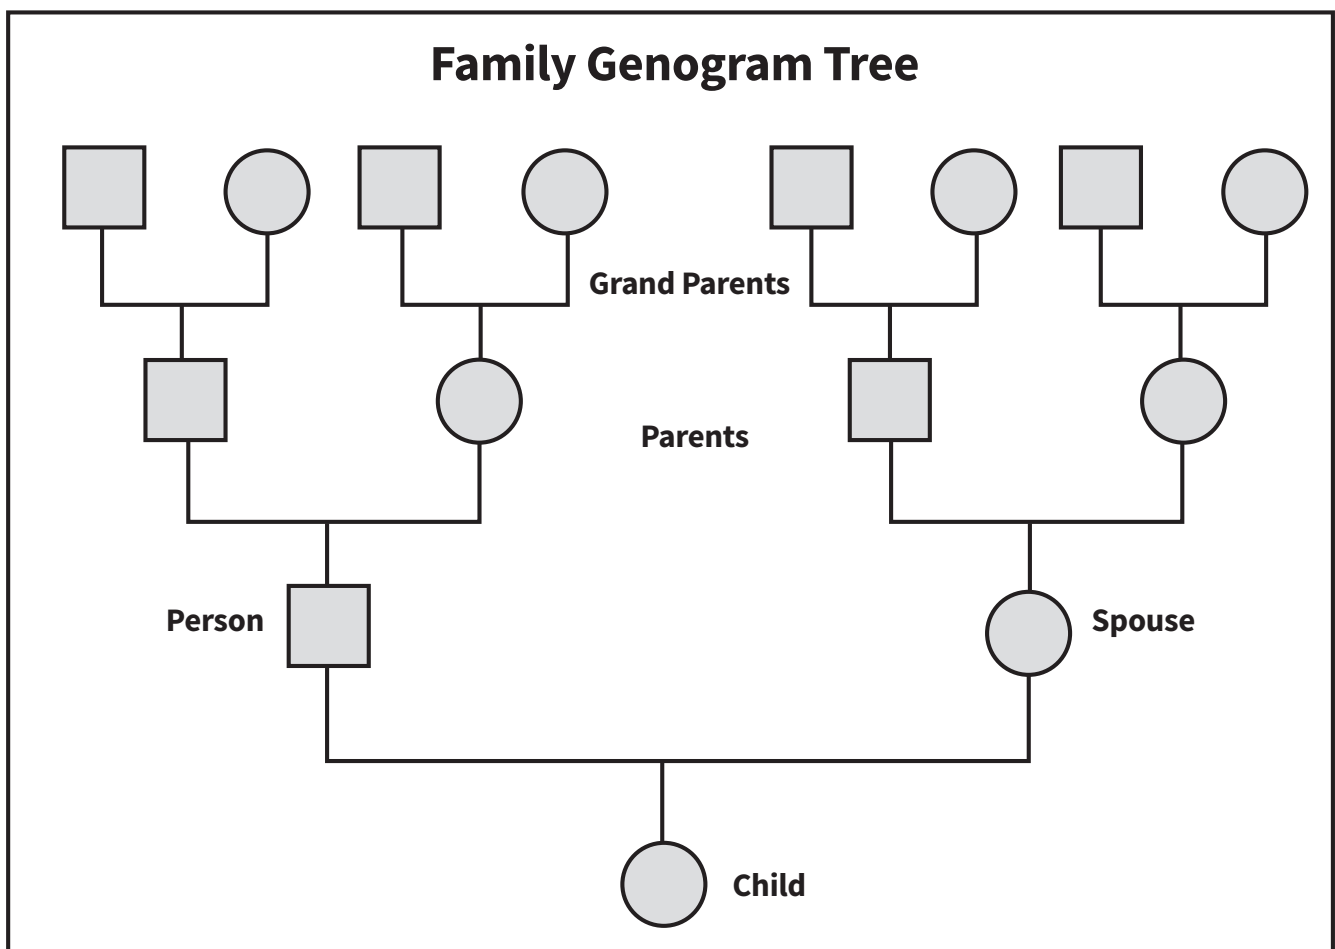 Family Genogram Tree
Grand Parents
Parents
Person
Spouse
Child